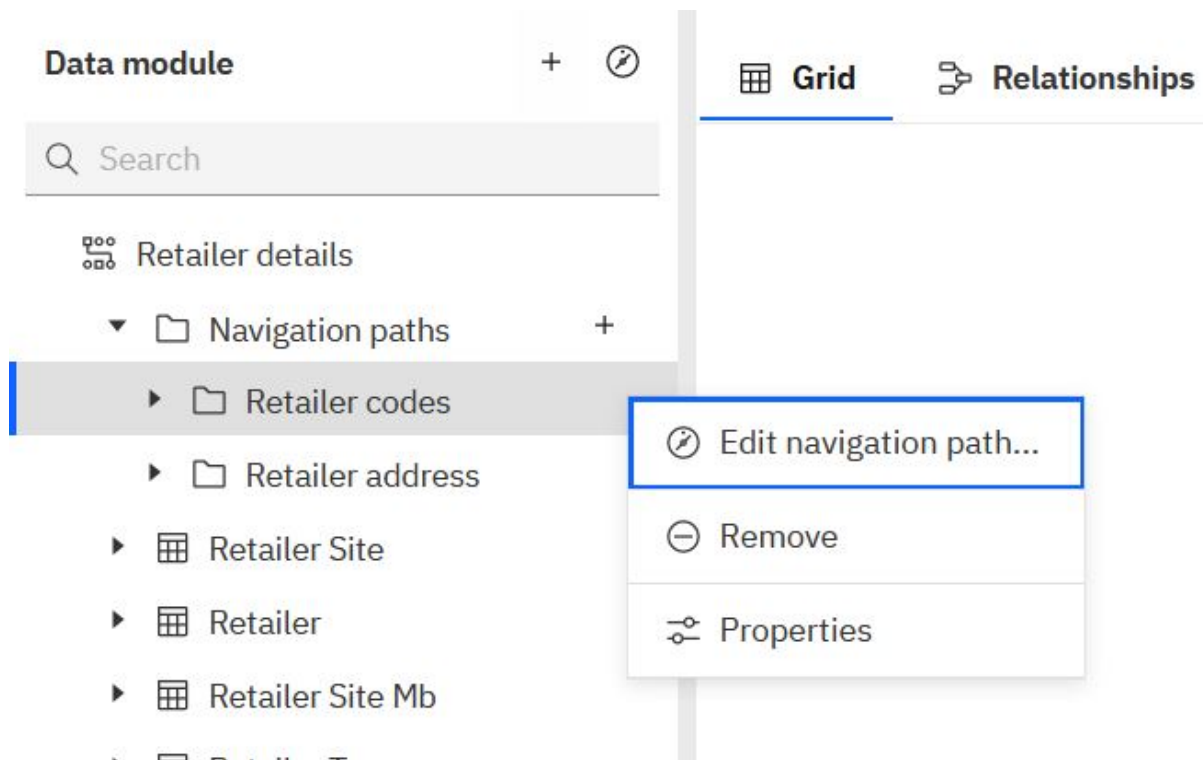 Data module
Grid
Relationships
Search
Retailer details
Navigation paths
Retailer codes
Edit navigation path...
Retailer address
Remove
Retailer Site
Retailer
Properties
Retailer Site Mb